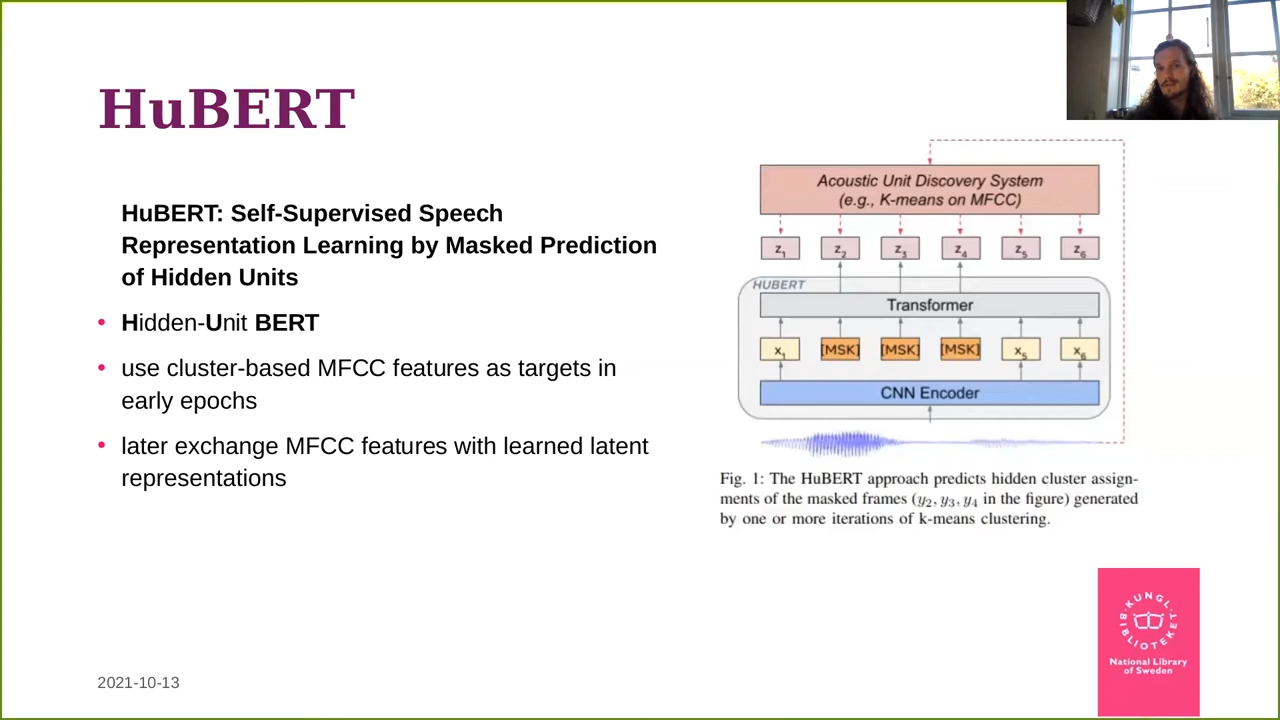 HuBERT
HuBERT: Self-Supervised Speech
Representation Learning by Masked Prediction
of Hidden Units
• Hidden-Unit BERT
• use cluster-based MFCC features as targets in
early epochs
• later exchange MFCC features with learned latent
representations
Acoustic Unit Discovery System
(e.g., K-means on MFCC)
z1 z2 z3 z4 z5 z6
HUBERT
Transformer
x1 [MSK] [MSK] [MSK] x5 x6
CNN Encoder
Fig. 1: The HuBERT approach predicts hidden cluster assign-
ments of the masked frames (y2, y3, y4 in the figure) generated
by one or more iterations of k-means clustering.
KUNGL
BIBLIOTEKET
National Library
of Sweden
2021-10-13